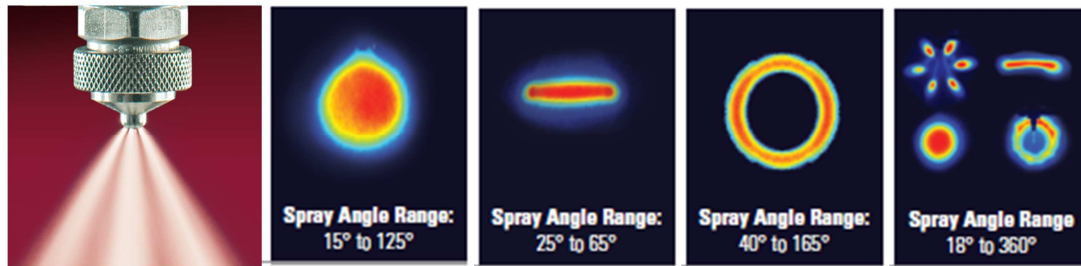 Spray Angle Range:
15° to 125°
Spray Angle Range:
25° to 65°
Spray Angle Range:
40° to 165°
Spray Angle Range
18° to 360°